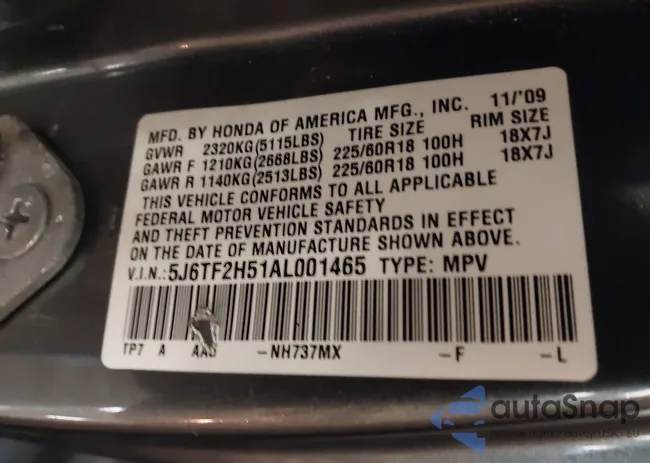 MFD. BY HONDA OF AMERICA MFG., INC. 11/'09
GVWR 2320KG(5115LBS) TIRE SIZE RIM SIZE
GAWR F 1210KG(2668LBS) 225/60R18 100H 18X7J
GAWR R 1140KG(2513LBS) 225/60R18 100H 18X7J
THIS VEHICLE CONFORMS TO ALL APPLICABLE
FEDERAL MOTOR VEHICLE SAFETY
AND THEFT PREVENTION STANDARDS IN EFFECT
ON THE DATE OF MANUFACTURE SHOWN ABOVE.
V.I.N.:5J6TF2H51AL001465 TYPE: MPV
TP7 A -NH737MX -F -L
autoSnap